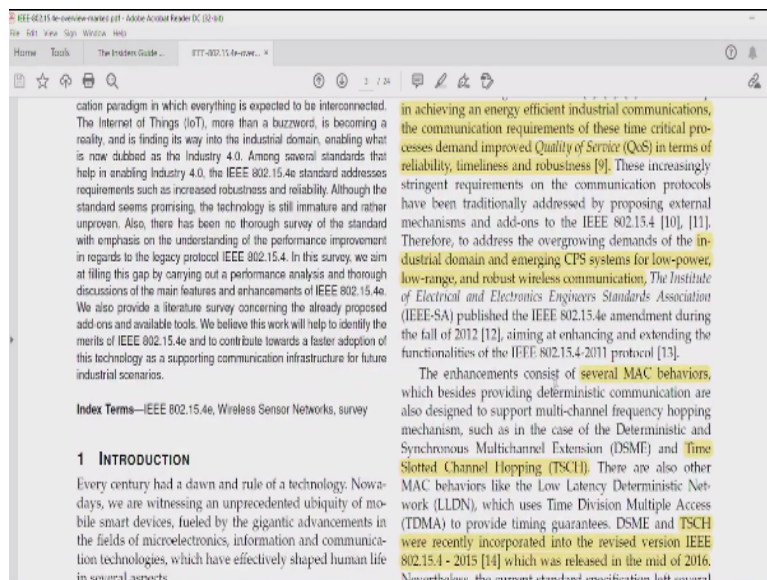 IEEE-802.15.4e-overview-markes.pdf - Adobe Acrobat Reader DC (32-bit)
File Edit View Sign Window Help
Home Tools The Insiders Guide ... IEEE-802.15.4e-over... ×
3 / 24
cation paradigm in which everything is expected to be interconnected.
The Internet of Things (IoT), more than a buzzword, is becoming a
reality, and is finding its way into the industrial domain, enabling what
is now dubbed as the Industry 4.0. Among several standards that
help in enabling Industry 4.0, the IEEE 802.15.4e standard addresses
requirements such as increased robustness and reliability. Although the
standard seems promising, the technology is still immature and rather
unproven. Also, there has been no thorough survey of the standard
with emphasis on the understanding of the performance improvement
in regards to the legacy protocol IEEE 802.15.4. In this survey, we aim
at filling this gap by carrying out a performance analysis and thorough
discussions of the main features and enhancements of IEEE 802.15.4e.
We also provide a literature survey concerning the already proposed
add-ons and available tools. We believe this work will help to identify the
merits of IEEE 802.15.4e and to contribute towards a faster adoption of
this technology as a supporting communication infrastructure for future
industrial scenarios.
Index Terms—IEEE 802.15.4e, Wireless Sensor Networks, survey
1 INTRODUCTION
Every century had a dawn and rule of a technology. Nowa-
days, we are witnessing an unprecedented ubiquity of mo-
bile smart devices, fueled by the gigantic advancements in
the fields of microelectronics, information and communica-
tion technologies, which have effectively shaped human life
in several aspects
in achieving an energy efficient industrial communications,
the communication requirements of these time critical pro-
cesses demand improved Quality of Service (QoS) in terms of
reliability, timeliness and robustness [9]. These increasingly
stringent requirements on the communication protocols
have been traditionally addressed by proposing external
mechanisms and add-ons to the IEEE 802.15.4 [10], [11].
Therefore, to address the overgrowing demands of the in-
dustrial domain and emerging CPS systems for low-power,
low-range, and robust wireless communication, The Institute
of Electrical and Electronics Engineers Standards Association
(IEEE-SA) published the IEEE 802.15.4e amendment during
the fall of 2012 [12], aiming at enhancing and extending the
functionalities of the IEEE 802.15.4-2011 protocol [13].
The enhancements consist of several MAC behaviors,
which besides providing deterministic communication are
also designed to support multi-channel frequency hopping
mechanism, such as in the case of the Deterministic and
Synchronous Multichannel Extension (DSME) and Time
Slotted Channel Hopping (TSCH). There are also other
MAC behaviors like the Low Latency Deterministic Net-
work (LLDN), which uses Time Division Multiple Access
(TDMA) to provide timing guarantees. DSME and TSCH
were recently incorporated into the revised version IEEE
802.15.4 - 2015 [14] which was released in the mid of 2016.
Nevertheless, the current standard specification left several